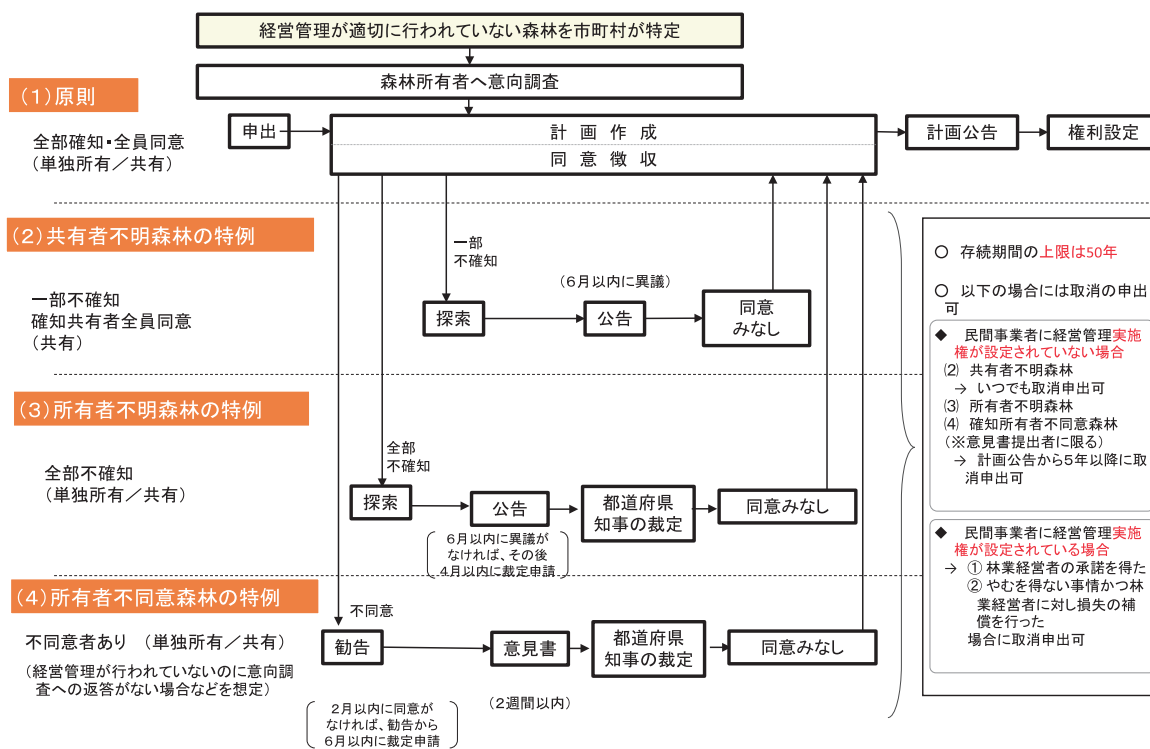 経営管理が適切に行われていない森林を市町村が特定
森林所有者へ意向調査
(1)原則
全部確知・全員同意
(単独所有/共有)
申出
計画作成
同意徴収
計画公告
権利設定
(2)共有者不明森林の特例
一部不確知
確知共有者全員同意
(共有)
一部
不確知
探索
(6月以内に異議)
公告
同意
みなし
(3)所有者不明森林の特例
全部不確知
(単独所有/共有)
全部
不確知
探索
公告
都道府県
知事の裁定
同意みなし
6月以内に異議が
なければ、その後
4月以内に裁定申請
(4)所有者不同意森林の特例
不同意者あり (単独所有/共有)
(経営管理が行われていないのに意向調
査への返答がない場合などを想定)
不同意
勧告
意見書
都道府県
知事の裁定
同意みなし
(2週間以内)
2月以内に同意が
なければ、勧告から
6月以内に裁定申請
○ 存続期間の上限は50年
○ 以下の場合には取消の申出
可
◆ 民間事業者に経営管理実施
権が設定されていない場合
⑵ 共有者不明森林
→ いつでも取消申出可
⑶ 所有者不明森林
⑷ 確知所有者不同意森林
(※意見書提出者に限る)
→ 計画公告から5年以降に取
消申出可
◆ 民間事業者に経営管理実施
権が設定されている場合
→ ① 林業経営者の承諾を得た
② やむを得ない事情かつ林
業経営者に対し損失の補
償を行った
場合に取消申出可